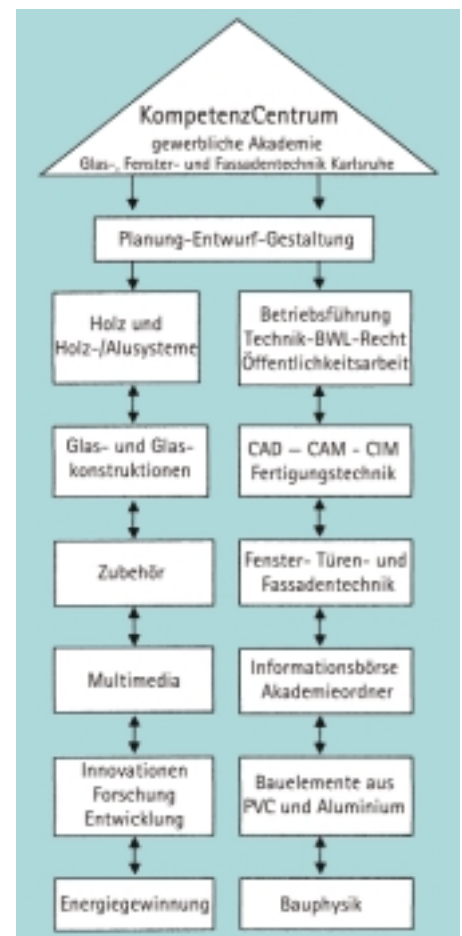 KompetenzCentrum
gewerbliche Akademie
Glas-, Fenster- und Fassadentechnik Karlsruhe
Planung-Entwurf-Gestaltung
Holz und
Holz-/Alusysteme
Betriebsführung
Technik-BWL-Recht
Öffentlichkeitsarbeit
Glas- und Glas-
konstruktionen
CAD – CAM - CIM
Fertigungstechnik
Zubehör
Fenster- Türen- und
Fassadentechnik
Multimedia
Informationsbörse
Akademieordner
Innovationen
Forschung
Entwicklung
Bauelemente aus
PVC und Aluminium
Energiegewinnung
Bauphysik